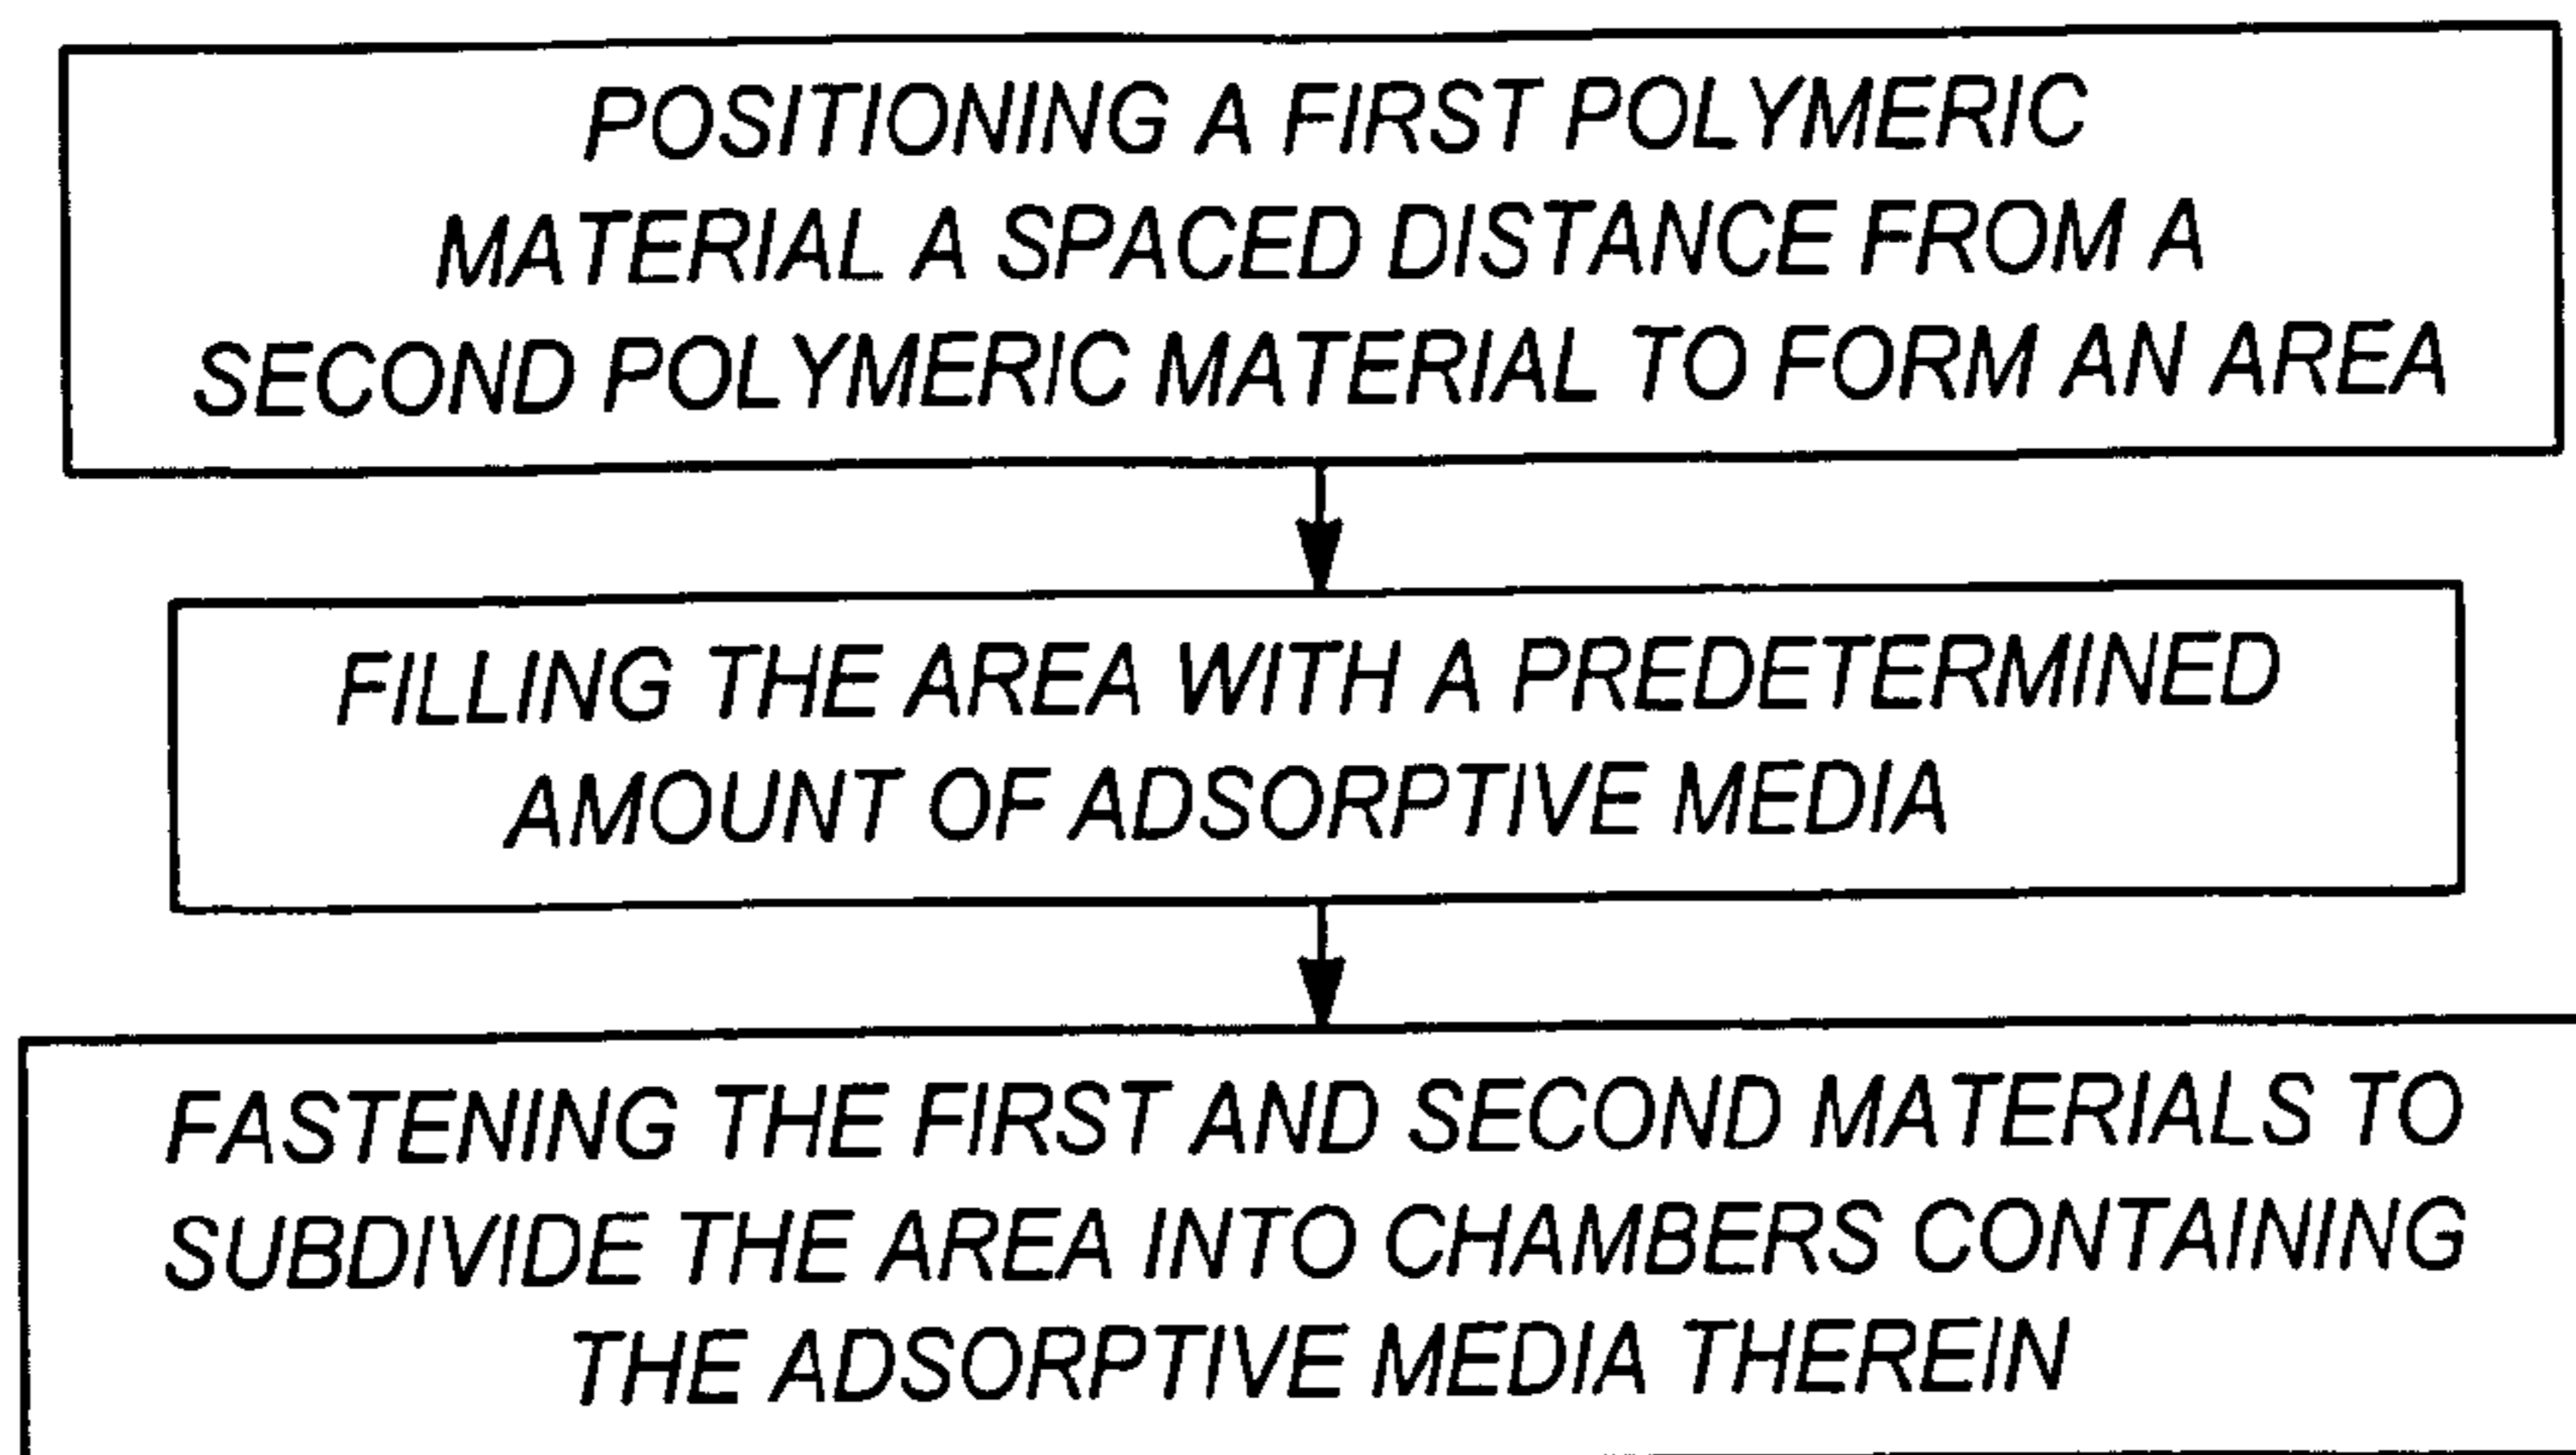 POSITIONING A FIRST POLYMERIC
MATERIAL A SPACED DISTANCE FROM A
SECOND POLYMERIC MATERIAL TO FORM AN AREA
FILLING THE AREA WITH A PREDETERMINED
AMOUNT OF ADSORPTIVE MEDIA
FASTENING THE FIRST AND SECOND MATERIALS TO
SUBDIVIDE THE AREA INTO CHAMBERS CONTAINING
THE ADSORPTIVE MEDIA THEREIN